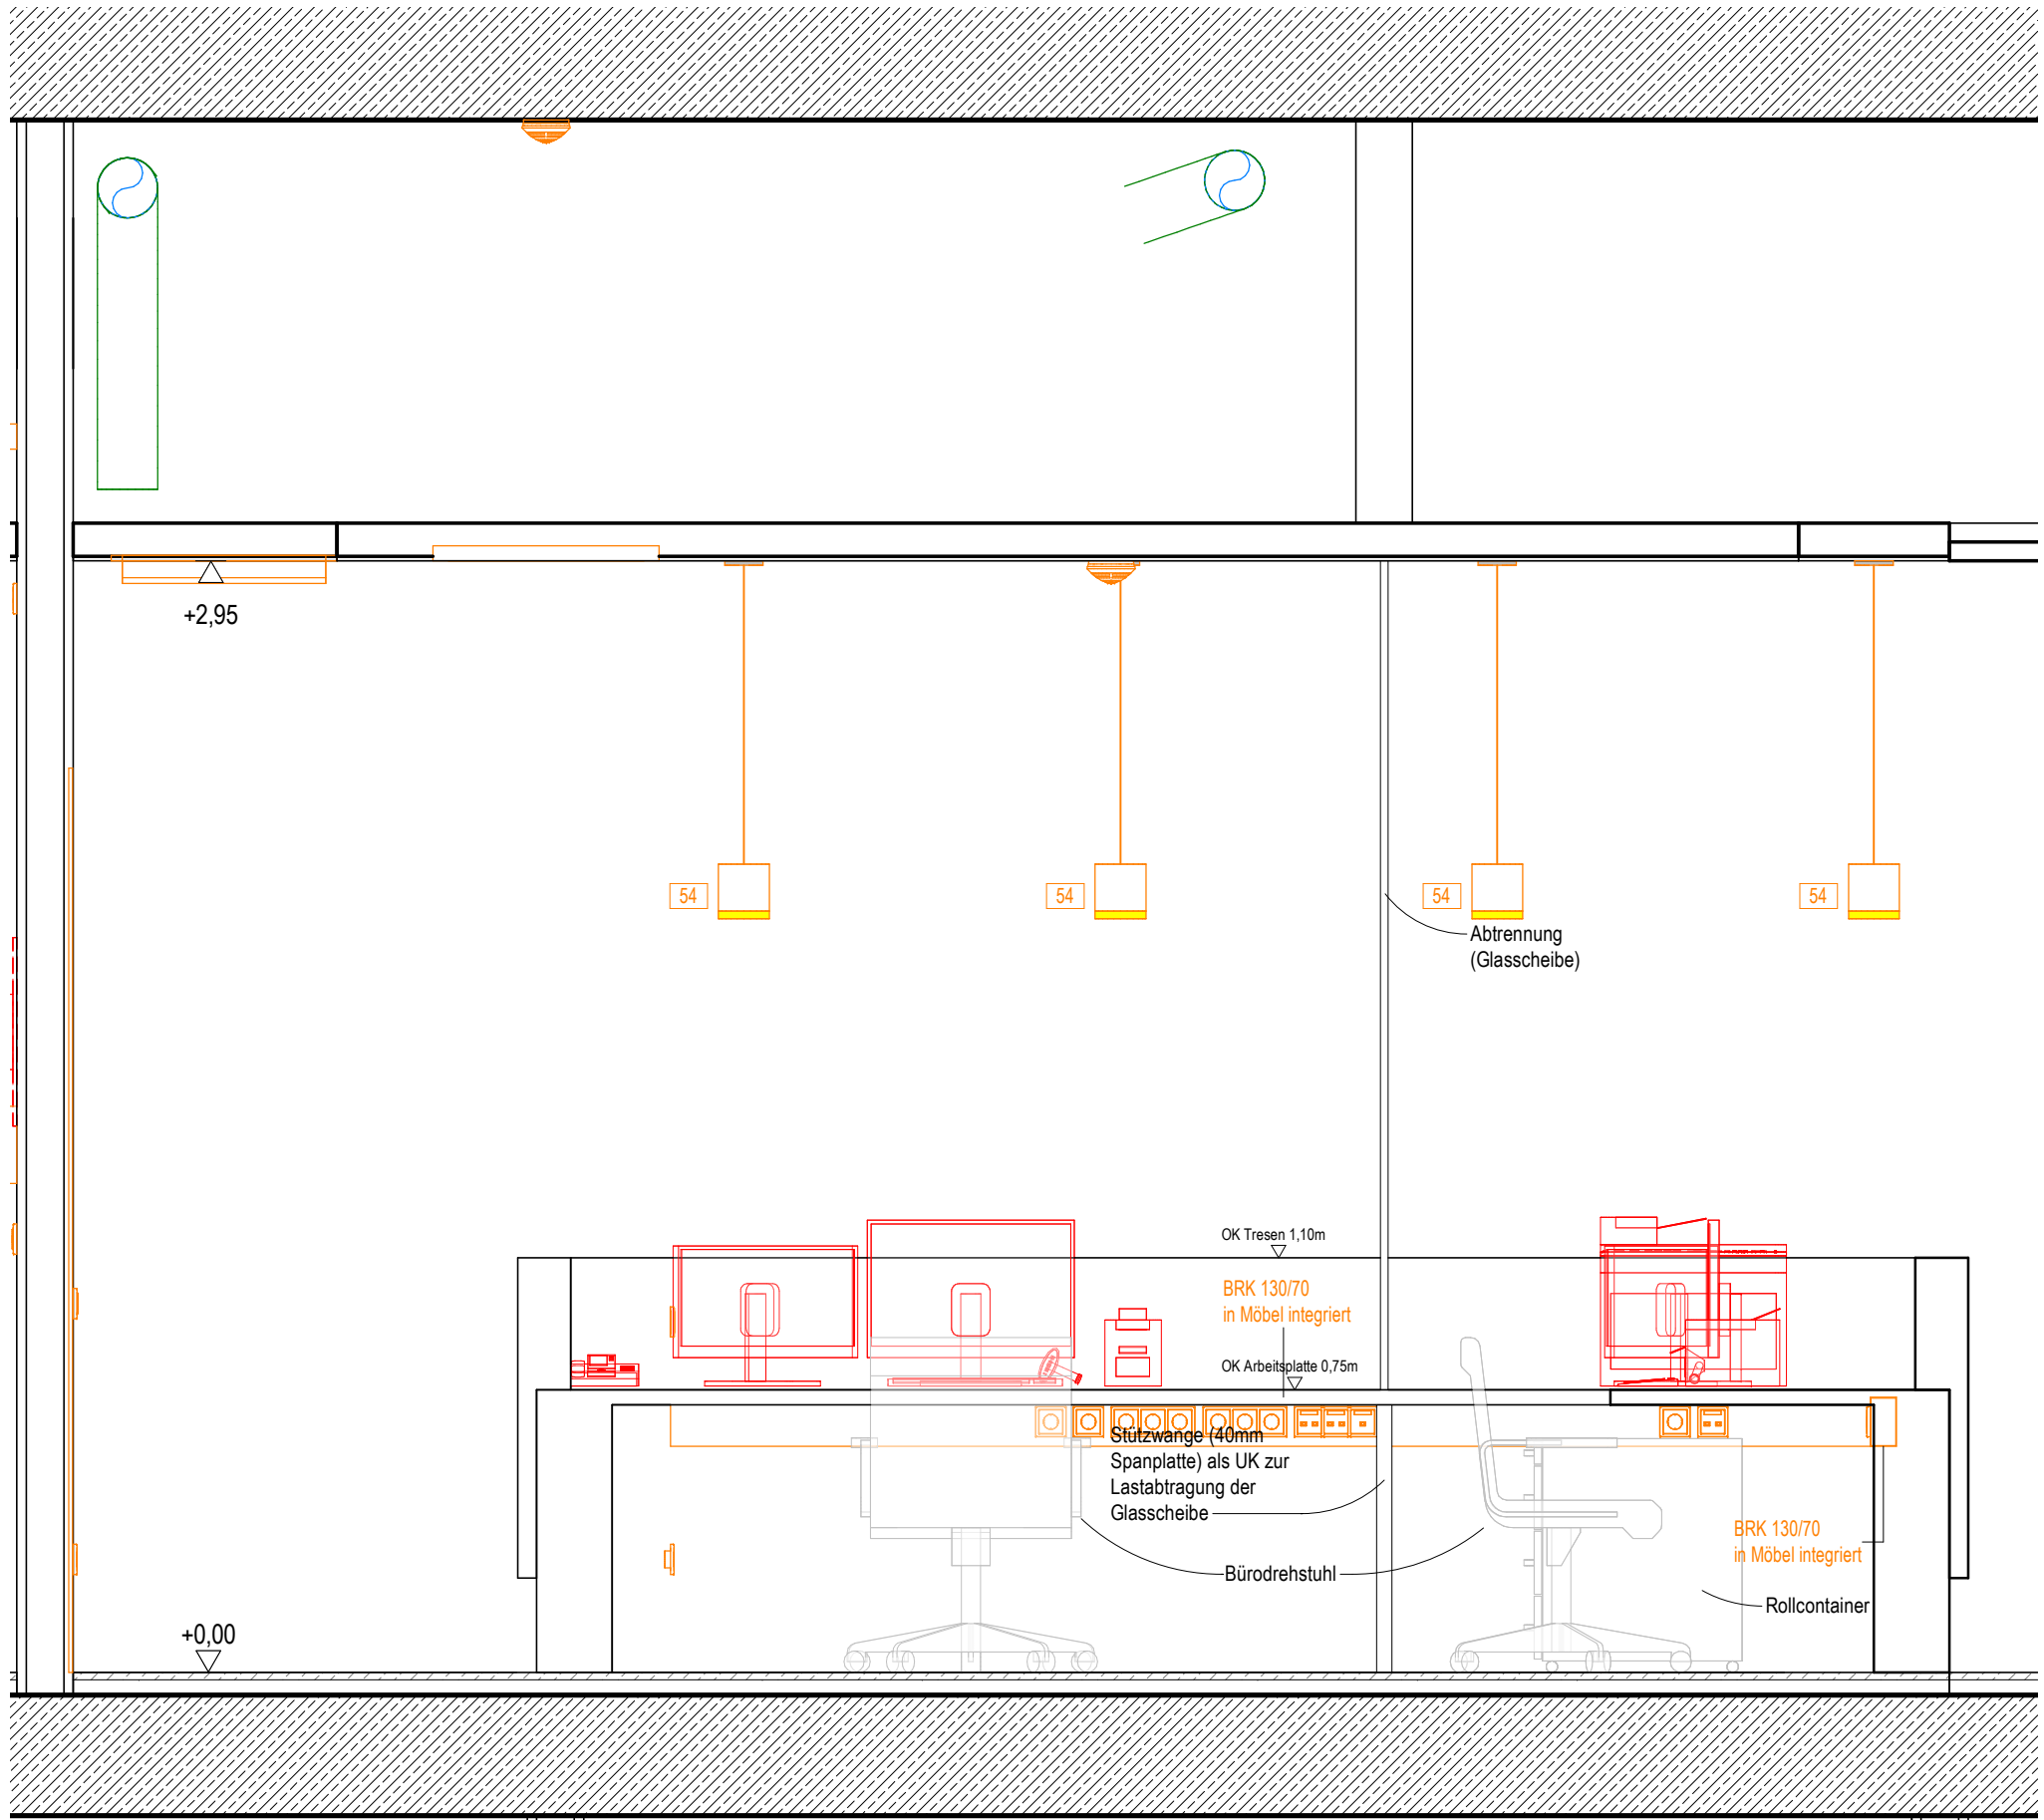 +2,95
54
54
54
54
Abtrennung
(Glasscheibe)
OK Tresen 1,10m
BRK 130/70
in Möbel integriert
OK Arbeitsplatte 0,75m
Stützwange (40mm
Spanplatte) als UK zur
Lastabtragung der
Glasscheibe
BRK 130/70
in Möbel integriert
Bürodrehstuhl
Rollcontainer
+0,00